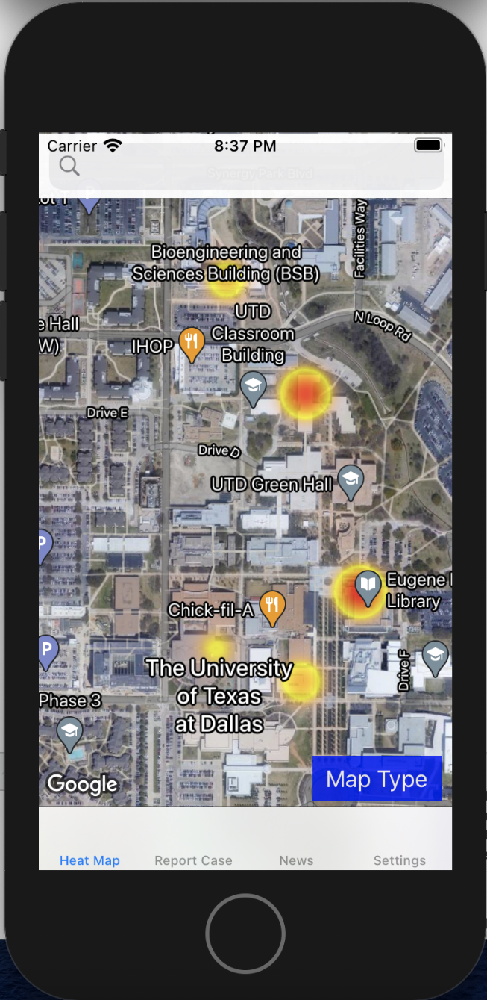 Carrier
8:37 PM
Synergy Park Blvd
Lot T
P
Facilities Way
Bioengineering and
Sciences Building (BSB)
UTD
Classroom
Building
N Loop Rd
e Hall
W)
IHOP
Drive E
Drive D
UTD Green Hall
P
Eugene
Library
Chick-fil-A
P
Drive F
The University
of Texas
at Dallas
Phase 3
Google
Map Type
Heat Map
Report Case
News
Settings